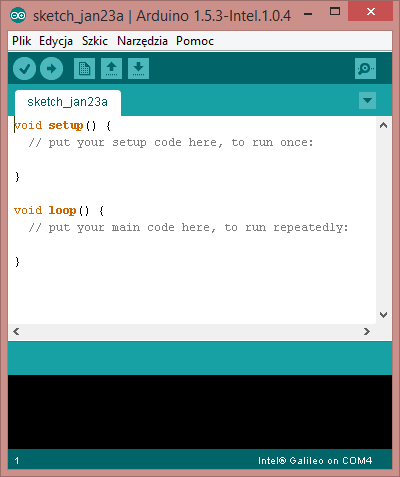 sketch_jan23a | Arduino 1.5.3-Intel.1.0.4
Plik Edycja Szkic Narzędzia Pomoc
sketch_jan23a
void setup() {
// put your setup code here, to run once:
}
void loop() {
// put your main code here, to run repeatedly:
}
1 Intel® Galileo on COM4